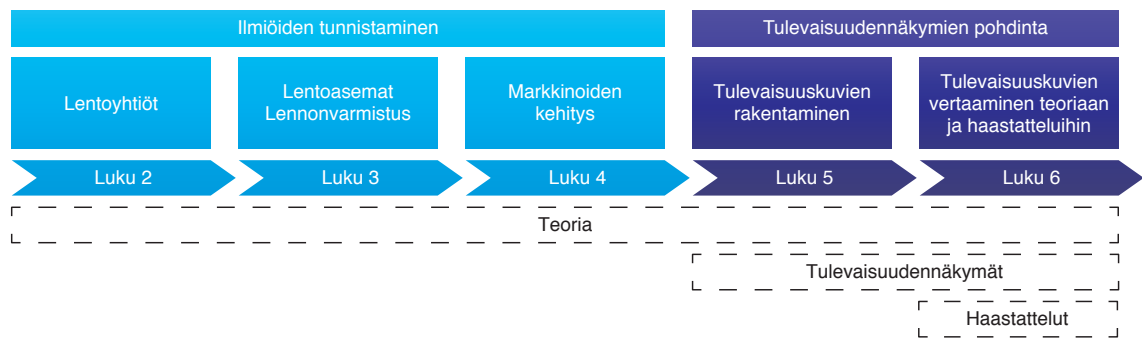 Ilmiöiden tunnistaminen
Tulevaisuudennäkymien pohdinta
Lentoyhtiöt
Lentoasemat
Lennonvarmistus
Markkinoiden
kehitys
Tulevaisuuskuvien
rakentaminen
Tulevaisuuskuvien
vertaaminen teoriaan
ja haastatteluihin
Luku 2
Luku 3
Luku 4
Luku 5
Luku 6
Teoria
Tulevaisuudennäkymät
Haastattelut